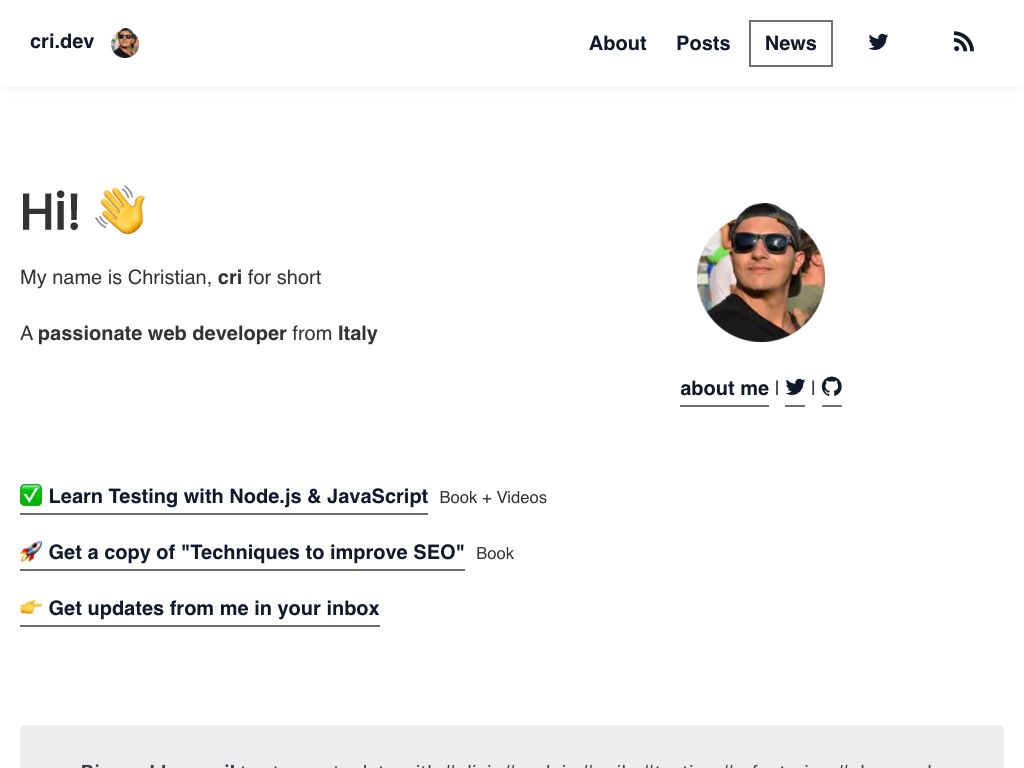 cri.dev
About Posts News
Hi! 👋
My name is Christian, cri for short
A passionate web developer from Italy
about me | |
✅ Learn Testing with Node.js & JavaScript Book + Videos
🚀 Get a copy of "Techniques to improve SEO" Book
👉 Get updates from me in your inbox